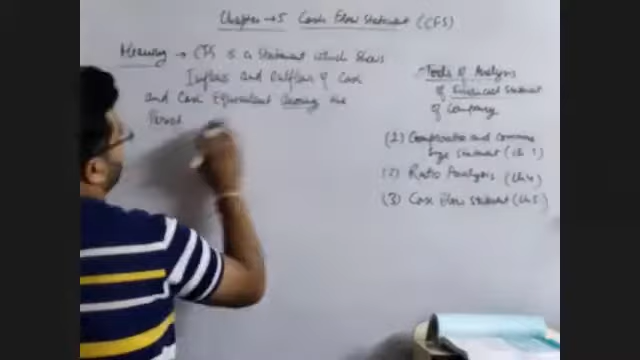 Chapter → 5 Cash Flow Statement (CFS)
Meaning → CFS is a statement which shows
Inflows and outflows of Cash
and Cash Equivalent during the
Period
Tools of Analysis
of Financial Statement
of Company
(1) Comparative and Common
Size Statement (Ch
(2) Ratio Analysis (Ch 4)
(3) Cash Flow Statement (Ch 5)